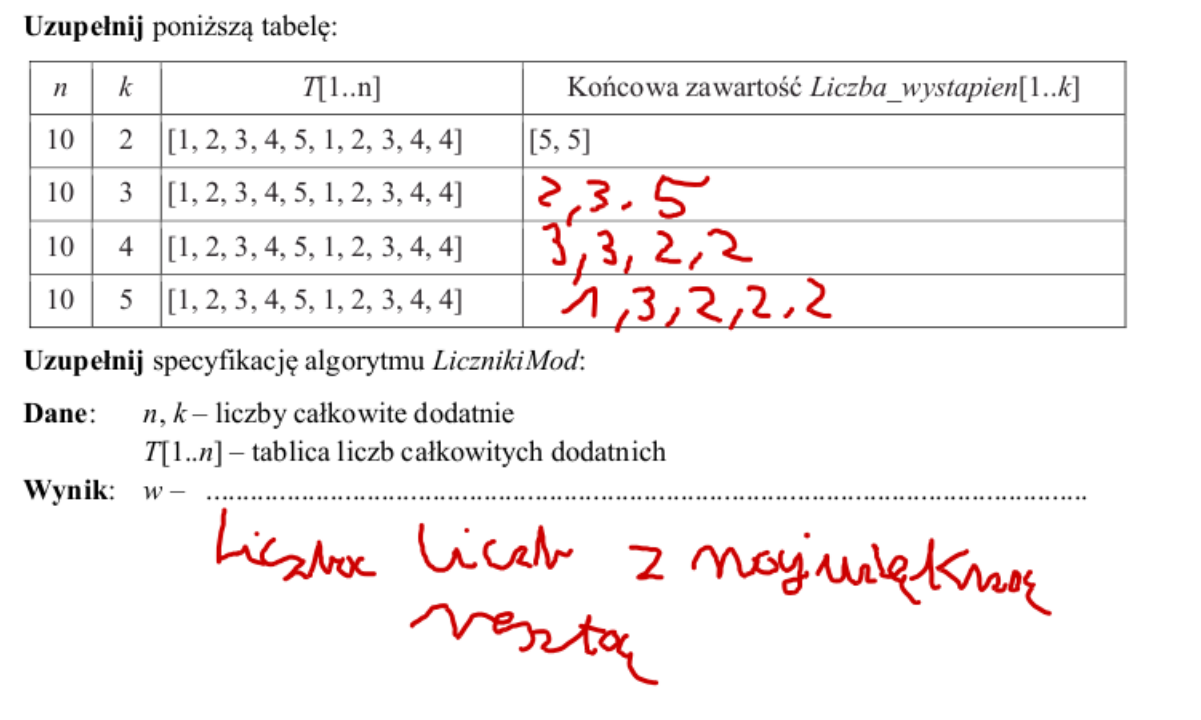 Uzupełnij poniższą tabelę:
n k T[1..n] Końcowa zawartość Liczba_wystapien[1..k]
10 2 [1, 2, 3, 4, 5, 1, 2, 3, 4, 4] [5, 5]
10 3 [1, 2, 3, 4, 5, 1, 2, 3, 4, 4] 2,3. 5
10 4 [1, 2, 3, 4, 5, 1, 2, 3, 4, 4] 3,3, 2,2
10 5 [1, 2, 3, 4, 5, 1, 2, 3, 4, 4] 1,3,2,2,2
Uzupełnij specyfikację algorytmu LicznikiMod:
Dane: n, k – liczby całkowite dodatnie
T[1..n] – tablica liczb całkowitych dodatnich
Wynik: w – ........................................................................................................................
Liczba liczb z największą
resztą